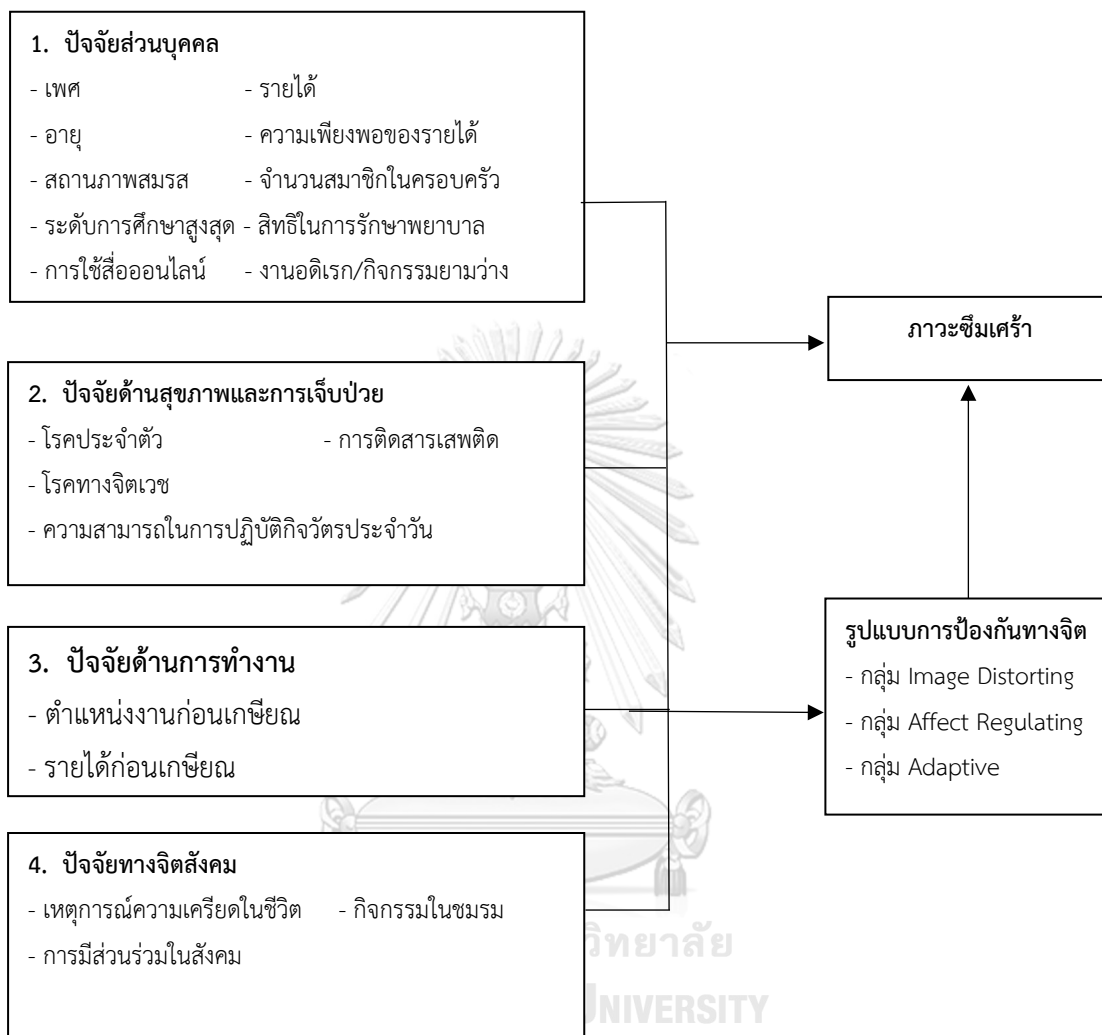 1. ปัจจัยส่วนบุคคล
- เพศ - รายได้
- อายุ - ความเพียงพอของรายได้
- สถานภาพสมรส - จำนวนสมาชิกในครอบครัว
- ระดับการศึกษาสูงสุด - สิทธิในการรักษาพยาบาล
- การใช้สื่อออนไลน์ - งานอดิเรก/กิจกรรมยามว่าง
ภาวะซึมเศร้า
2. ปัจจัยด้านสุขภาพและการเจ็บป่วย
- โรคประจำตัว - การติดสารเสพติด
- โรคทางจิตเวช
- ความสามารถในการปฏิบัติกิจวัตรประจำวัน
3. ปัจจัยด้านการทำงาน
- ตำแหน่งงานก่อนเกษียณ
- รายได้ก่อนเกษียณ
รูปแบบการป้องกันทางจิต
- กลุ่ม Image Distorting
- กลุ่ม Affect Regulating
- กลุ่ม Adaptive
4. ปัจจัยทางจิตสังคม
- เหตุการณ์ความเครียดในชีวิต - กิจกรรมในชมรม
- การมีส่วนร่วมในสังคม
วิทยาลัย
UNIVERSITY